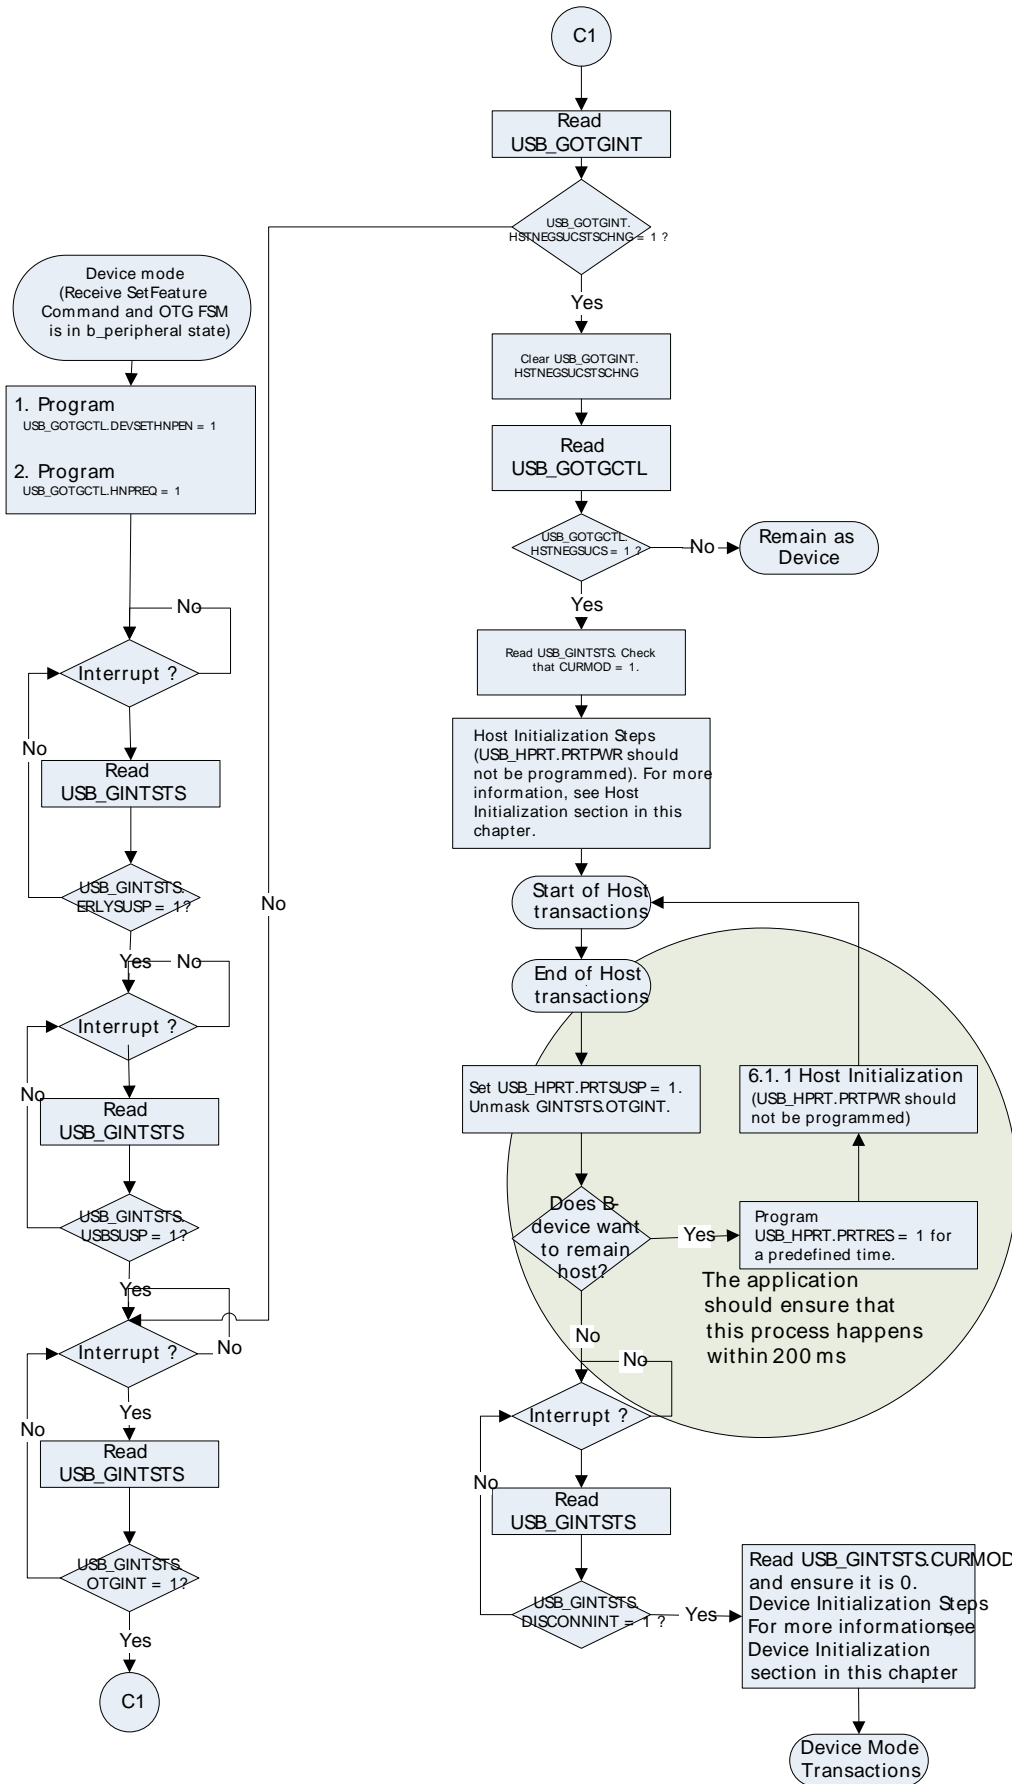 C1
Read
USB_GOTGINT
USB_GOTGINT.
HSTNEGSUCSTSCHNG = 1 ?
No
Yes
Clear USB_GOTGINT.
HSTNEGSUCSTSCHNG
Read
USB_GOTGCTL
USB_GOTGCTL.
HSTNEGSUCS = 1 ?
No
Remain as
Device
Yes
Read USB_GINTSTS. Check
that CURMOD = 1.
Host Initialization Steps
(USB_HPRT.PRTPWR should
not be programmed). For more
information, see Host
Initialization section in this
chapter.
Start of Host
transactions
End of Host
transactions
Set USB_HPRT.PRTSUSP = 1.
Unmask GINTSTS.OTGINT.
6.1.1 Host Initialization
(USB_HPRT.PRTPWR should
not be programmed)
Does B-
device want
to remain
host?
Yes
Program
USB_HPRT.PRTRES = 1 for
a predefined time.
The application
should ensure that
this process happens
within 200 ms
No
No
Interrupt ?
No
Read
USB_GINTSTS
USB_GINTSTS.
DISCONNINT = 1 ?
Yes
Read USB_GINTSTS.CURMOD
and ensure it is 0.
Device Initialization Steps
For more information,see
Device Initialization
section in this chapter
Device Mode
Transactions
Device mode
(Receive SetFeature
Command and OTG FSM
is in b_peripheral state)
1. Program
USB_GOTGCTL.DEVSETHNPEN = 1
2. Program
USB_GOTGCTL.HNPREQ = 1
No
Interrupt ?
No
Read
USB_GINTSTS
USB_GINTSTS.
ERLYSUSP = 1?
Yes
No
Interrupt ?
No
Read
USB_GINTSTS
USB_GINTSTS.
USBSUSP = 1?
Yes
No
Interrupt ?
Yes
No
Read
USB_GINTSTS
USB_GINTSTS.
OTGINT = 1?
Yes
C1